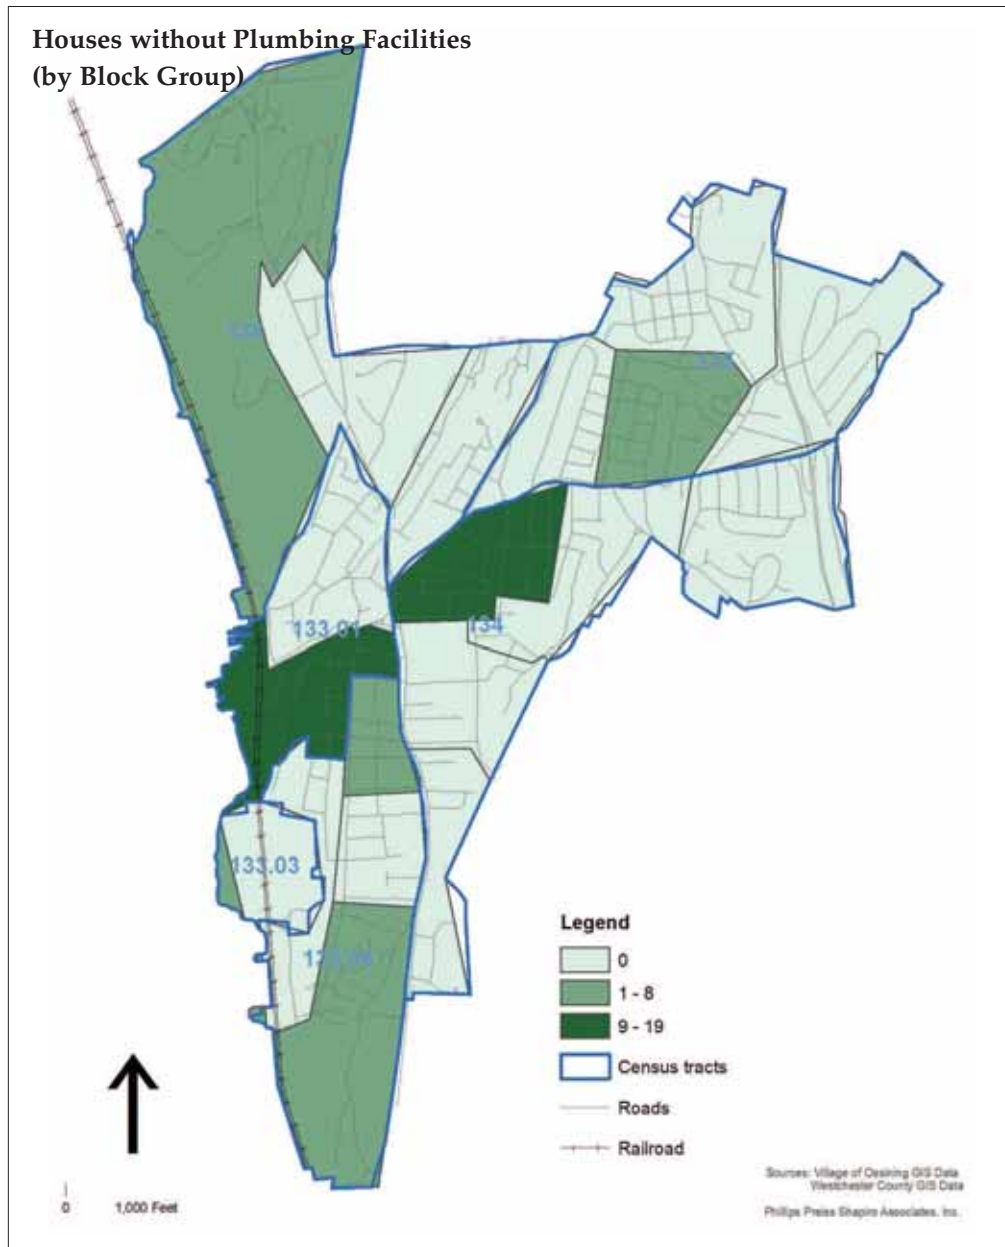 Houses without Plumbing Facilities
(by Block Group)
133.01
134
133.03
Legend
0
1 - 8
9 - 19
Census tracts
Roads
Railroad
0 1,000 Feet
Sources: Village of Ossining GIS Data
Westchester County GIS Data
Phillips Preiss Shapiro Associates, Inc.